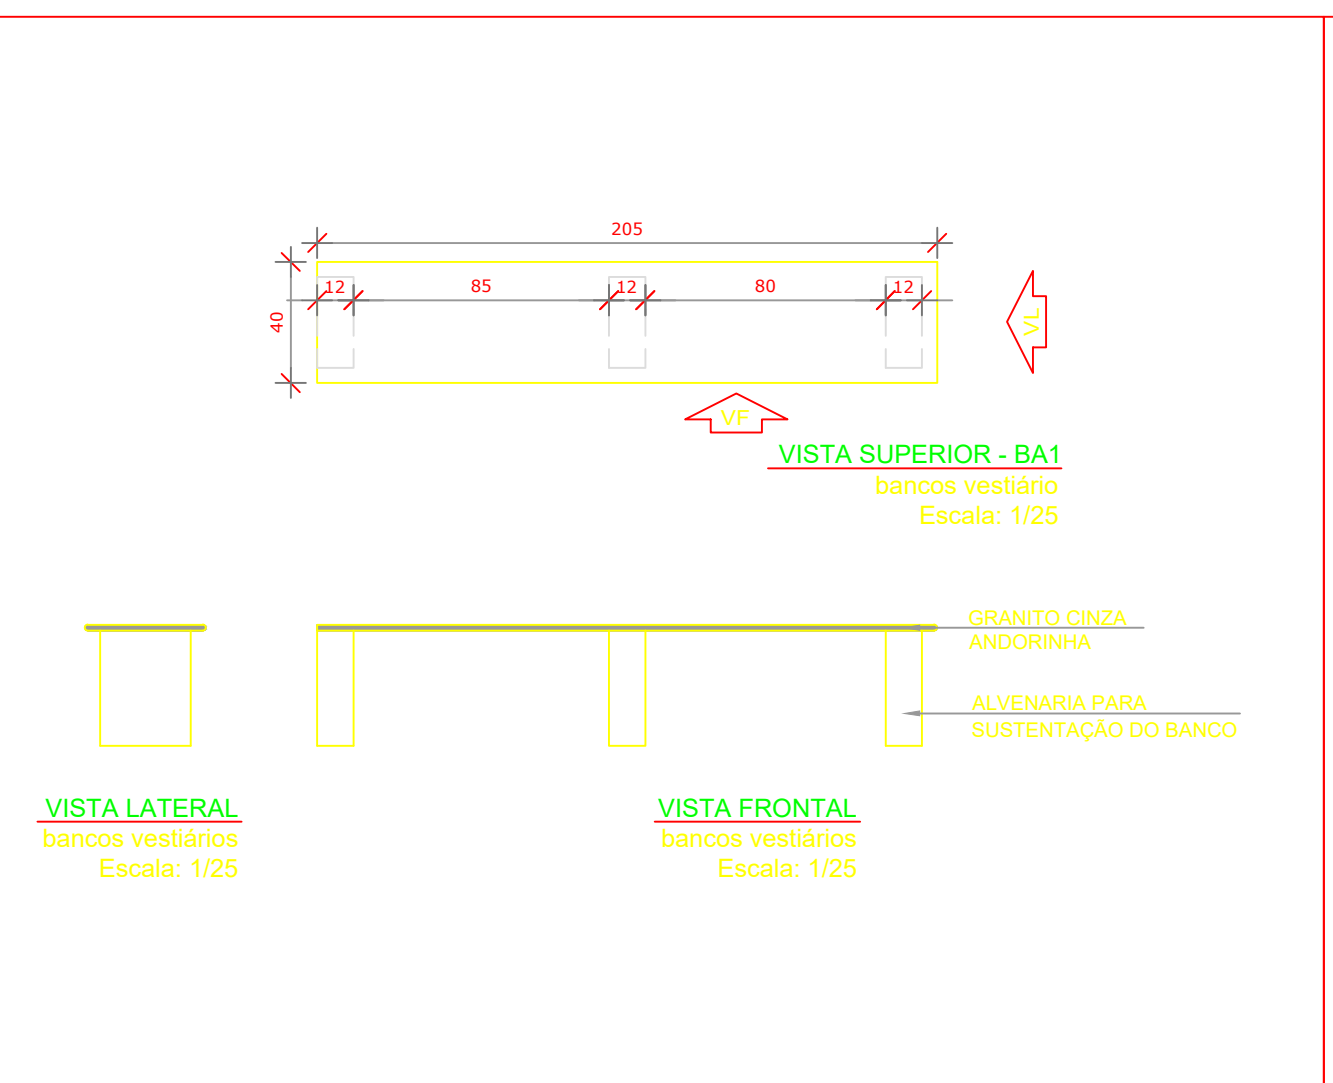 205
12
85
12
80
12
40
VL
VF
VISTA SUPERIOR - BA1
bancos vestiário
Escala: 1/25
GRANITO CINZA
ANDORINHA
ALVENARIA PARA
SUSTENTAÇÃO DO BANCO
VISTA LATERAL
bancos vestiários
Escala: 1/25
VISTA FRONTAL
bancos vestiários
Escala: 1/25